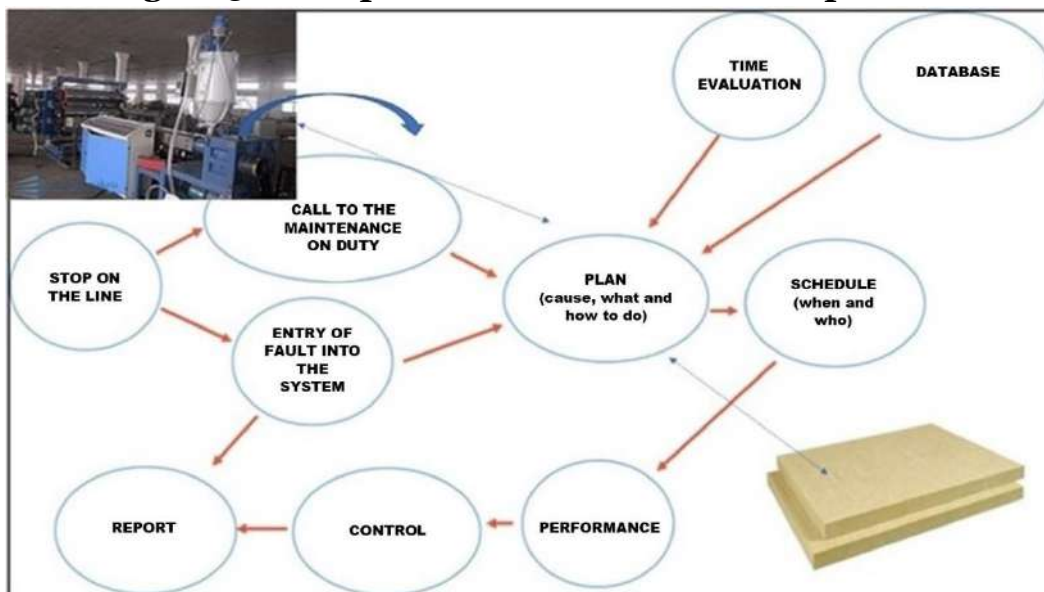 TIME
EVALUATION
DATABASE
CALL TO THE
MAINTENANCE
ON DUTY
STOP ON
THE LINE
PLAN
(cause, what and
how to do)
SCHEDULE
(when and
who)
ENTRY OF
FAULT INTO
THE
SYSTEM
REPORT
CONTROL
PERFORMANCE